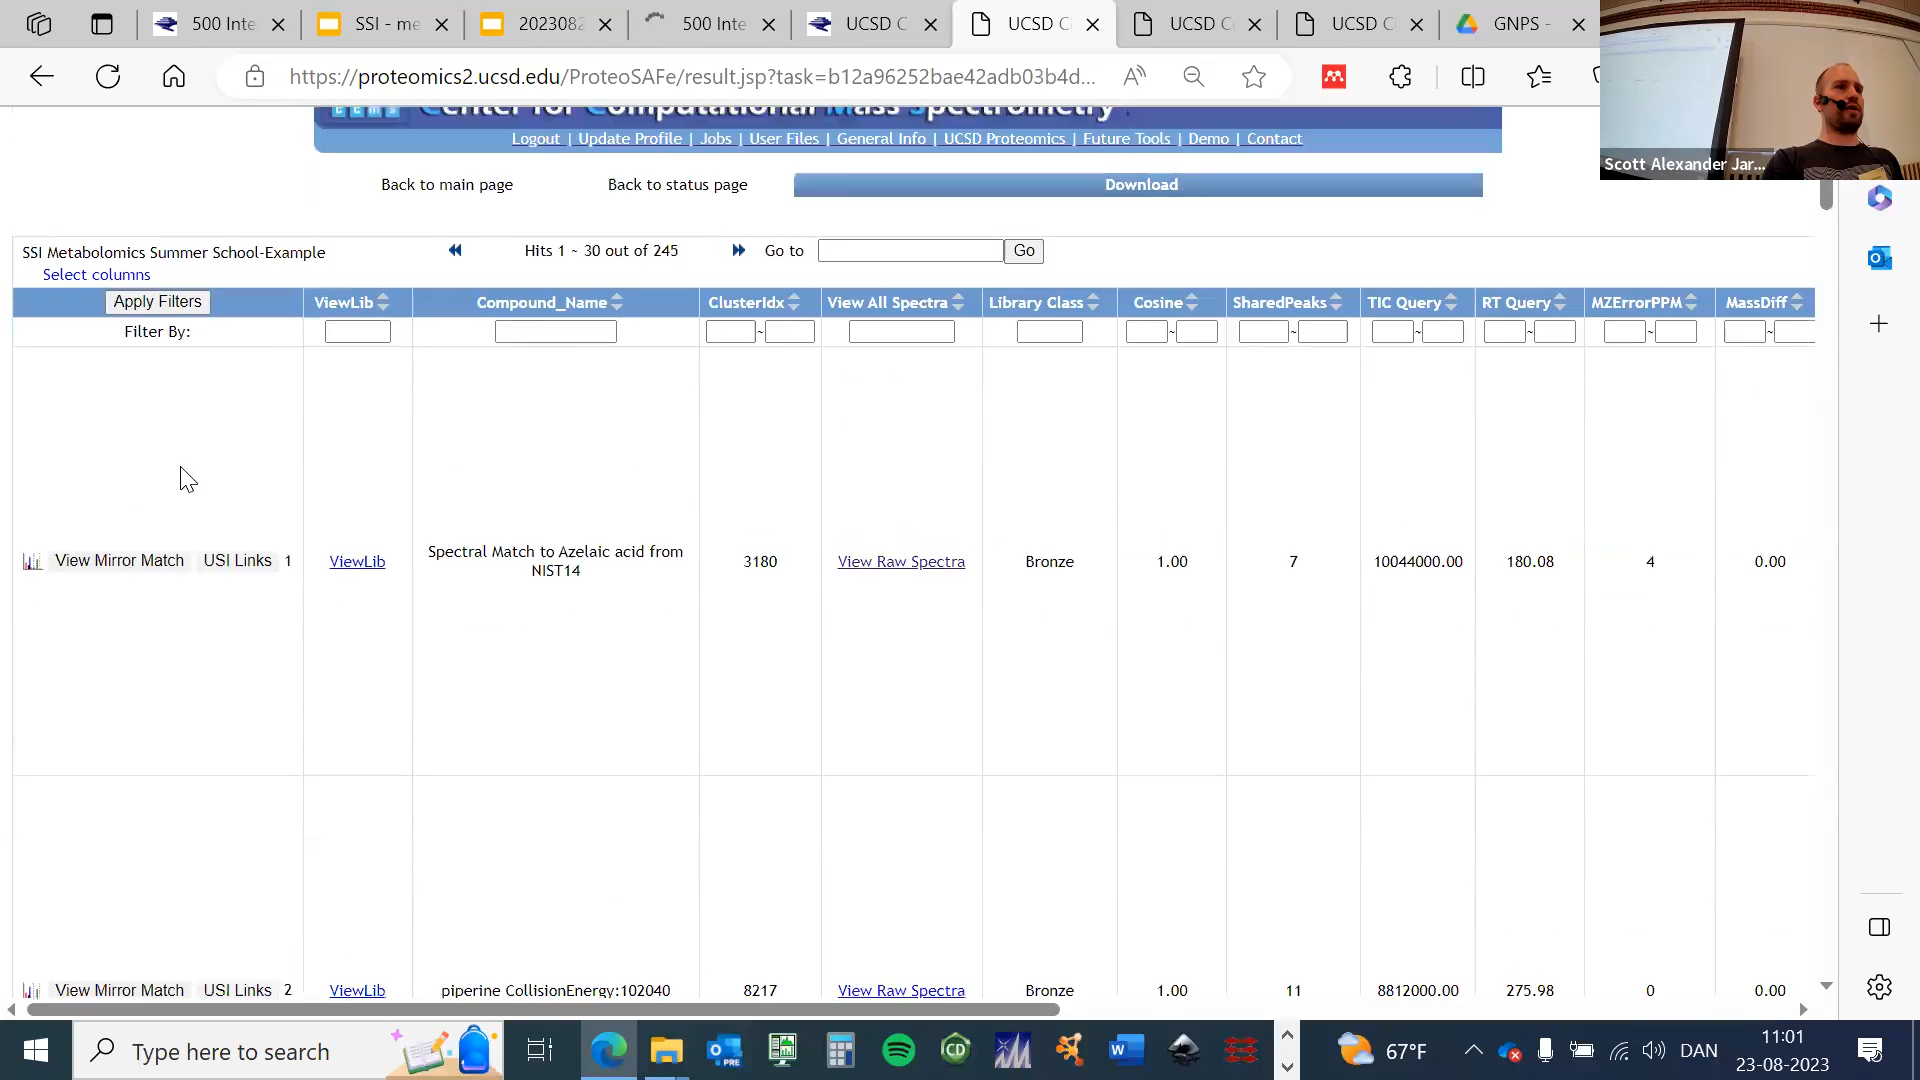 500 Inte
SSI - me
2023082
500 Inte
UCSD C
UCSD C
UCSD C
UCSD C
GNPS -
https://proteomics2.ucsd.edu/ProteoSAFe/result.jsp?task=b12a96252bae42adb03b4d...
Scott Alexander Jar...
Center for Computational Mass Spectrometry
Logout | Update Profile | Jobs | User Files | General Info | UCSD Proteomics | Future Tools | Demo | Contact
Back to main page Back to status page Download
SSI Metabolomics Summer School-Example Hits 1 ~ 30 out of 245 Go to Go
Select columns
Apply Filters ViewLib Compound_Name ClusterIdx View All Spectra Library Class Cosine SharedPeaks TIC Query RT Query MZErrorPPM MassDiff
Filter By: ~ ~ ~ ~ ~ ~ ~
View Mirror Match USI Links 1 ViewLib Spectral Match to Azelaic acid from NIST14 3180 View Raw Spectra Bronze 1.00 7 10044000.00 180.08 4 0.00
View Mirror Match USI Links 2 ViewLib piperine CollisionEnergy:102040 8217 View Raw Spectra Bronze 1.00 11 8812000.00 275.98 0 0.00
Type here to search
67°F
DAN
11:01
23-08-2023